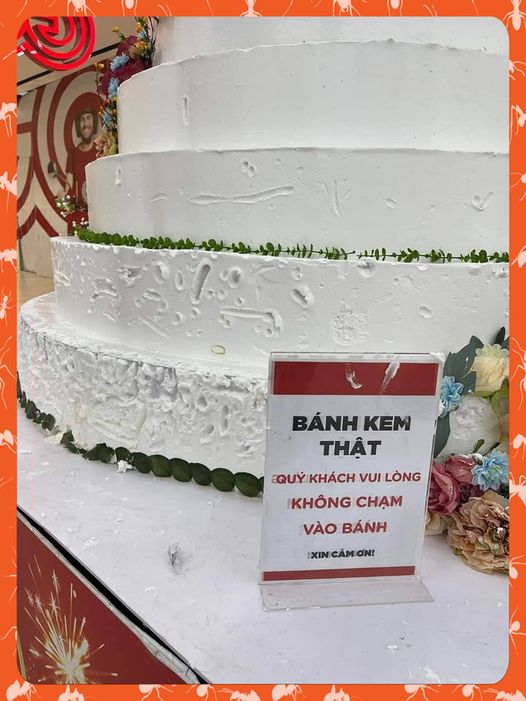 BÁNH KEM
THẬT
QUÝ KHÁCH VUI LÒNG
KHÔNG CHẠM
VÀO BÁNH
XIN CẢM ƠN!